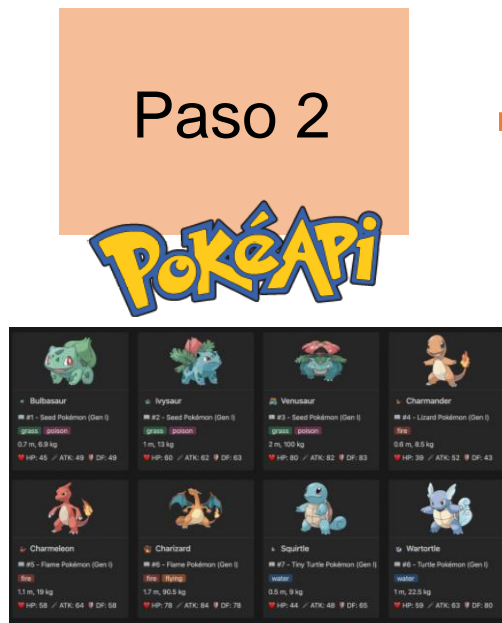 Paso 2
PokéApi
Bulbasaur
#1 - Seed Pokémon (Gen I)
grass poison
0.7 m, 6.9 kg
HP: 45 ATK: 49 DF: 49
Ivysaur
#2 - Seed Pokémon (Gen I)
grass poison
1 m, 13 kg
HP: 60 ATK: 62 DF: 63
Venusaur
#3 - Seed Pokémon (Gen I)
grass poison
2 m, 100 kg
HP: 80 ATK: 82 DF: 83
Charmander
#4 - Lizard Pokémon (Gen I)
fire
0.6 m, 8.5 kg
HP: 39 ATK: 52 DF: 43
Charmeleon
#5 - Flame Pokémon (Gen I)
fire
1.1 m, 19 kg
HP: 58 ATK: 64 DF: 58
Charizard
#6 - Flame Pokémon (Gen I)
fire flying
1.7 m, 90.5 kg
HP: 78 ATK: 84 DF: 78
Squirtle
#7 - Tiny Turtle Pokémon (Gen I)
water
0.5 m, 9 kg
HP: 44 ATK: 48 DF: 65
Wartortle
#8 - Turtle Pokémon (Gen I)
water
1 m, 22.5 kg
HP: 59 ATK: 63 DF: 80